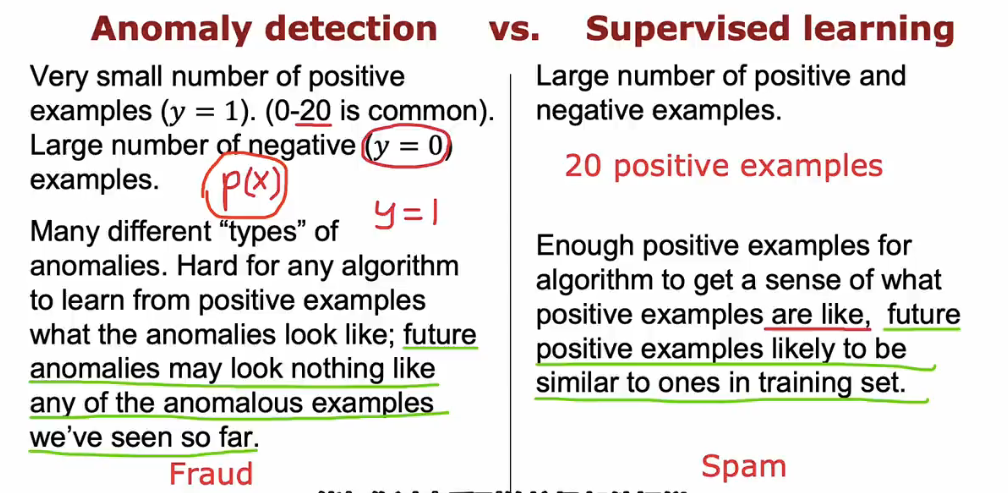 Anomaly detection vs. Supervised learning
Very small number of positive
examples (y = 1). (0-20 is common).
Large number of negative (y = 0)
examples.
p(x)
y=1
Many different “types” of
anomalies. Hard for any algorithm
to learn from positive examples
what the anomalies look like; future
anomalies may look nothing like
any of the anomalous examples
we’ve seen so far.
Fraud
Large number of positive and
negative examples.
20 positive examples
Enough positive examples for
algorithm to get a sense of what
positive examples are like, future
positive examples likely to be
similar to ones in training set.
Spam